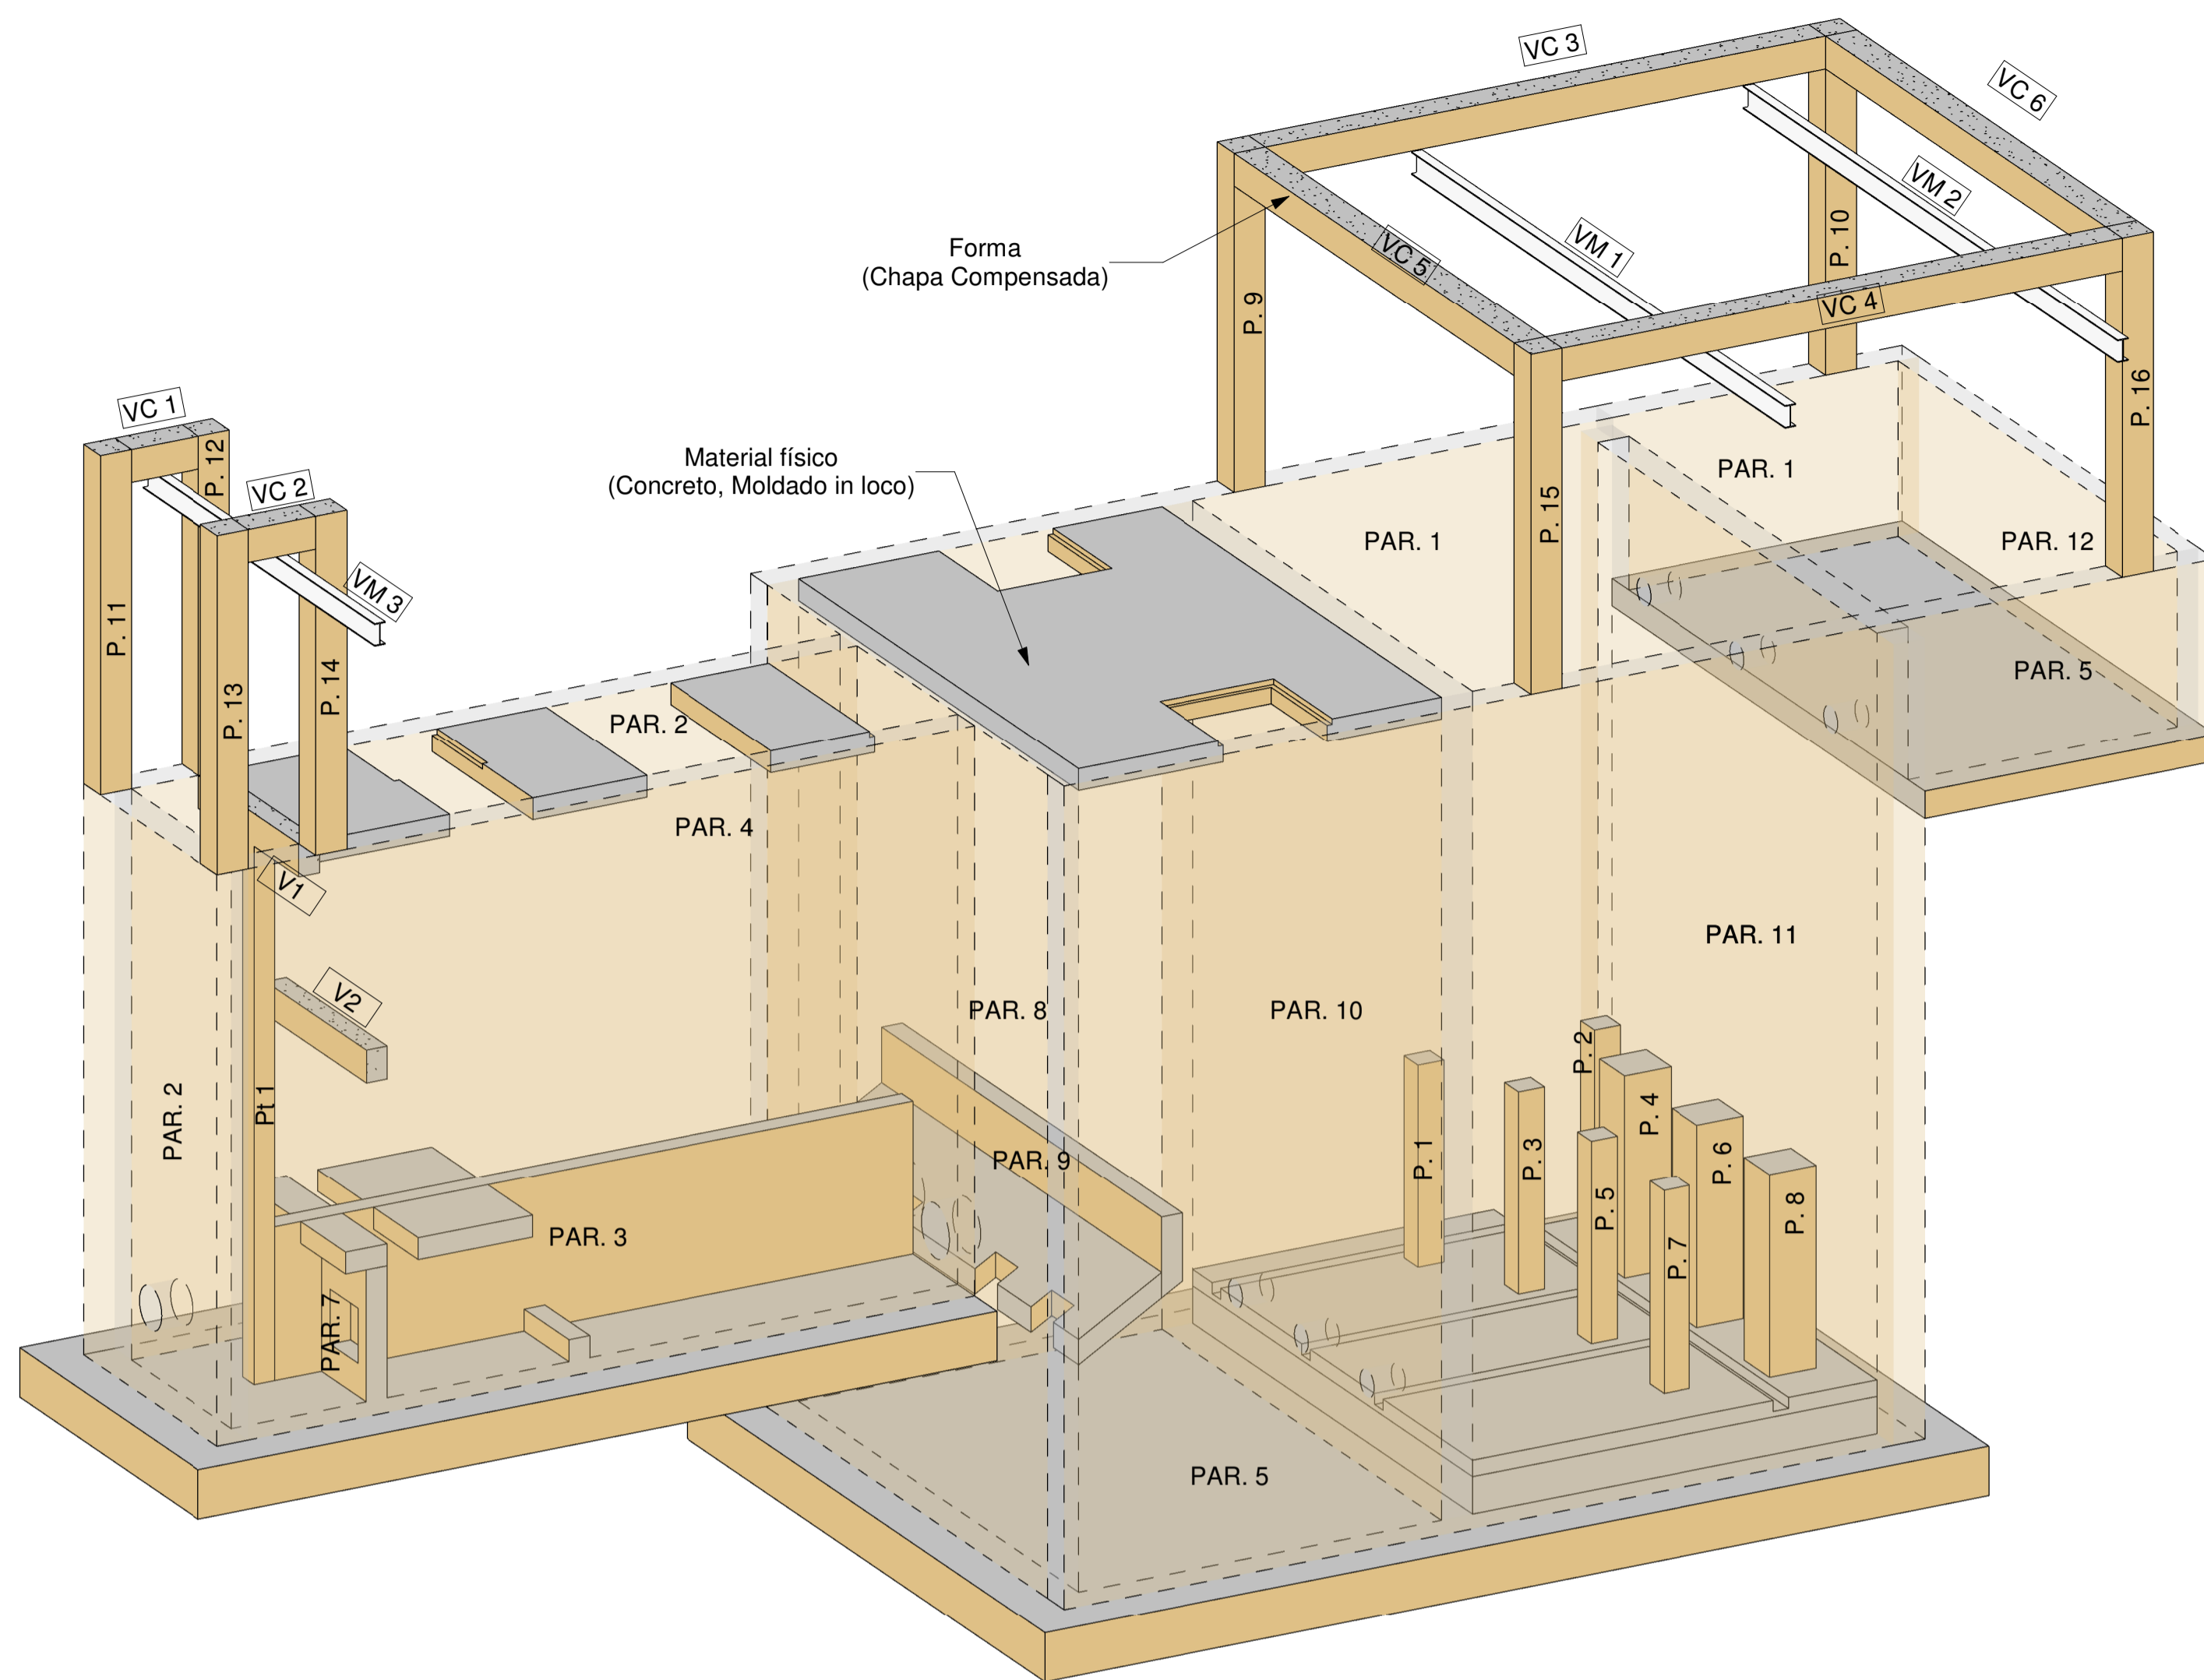 VC 3
VC 6
VM 2
VM 1
P. 10
Forma
(Chapa Compensada)
VC 5
VC 4
P. 9
P. 16
VC 1
P. 12
Material físico
(Concreto, Moldado in loco)
VC 2
PAR. 1
P. 15
PAR. 1
PAR. 12
VM 3
P. 11
P. 14
P. 13
PAR. 5
PAR. 2
PAR. 4
V1
PAR. 11
V2
PAR. 8
PAR. 10
P. 2
Pt 1
P. 4
PAR. 2
PAR. 9
P. 1
P. 3
P. 6
P. 5
P. 8
PAR. 3
P. 7
PAR. 7
PAR. 5